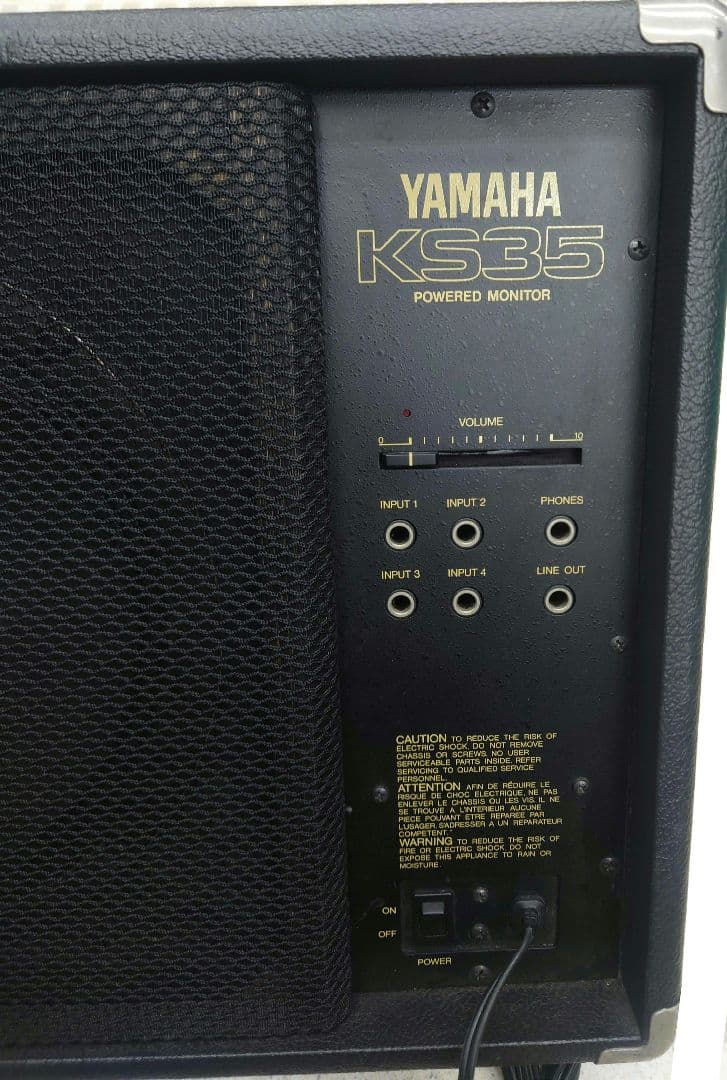 YAMAHA
KS35
POWERED MONITOR
VOLUME
0 10
INPUT 1 INPUT 2 PHONES
INPUT 3 INPUT 4 LINE OUT
CAUTION TO REDUCE THE RISK OF
ELECTRIC SHOCK. DO NOT REMOVE
CHASSIS OR SCREWS. NO USER
SERVICEABLE PARTS INSIDE. REFER
SERVICING TO QUALIFIED SERVICE
PERSONNEL.
ATTENTION AFIN DE RÉDUIRE LE
RISQUE DE CHOC ELECTRIQUE, NE PAS
ENLEVER LE CHASSIS OU LES VIS. IL NE
SE TROUVE A L'INTERIEUR AUCUNE
PIECE POUVANT ETRE REPAREE PAR
L'USAGER. S'ADRESSER A UN REPARATEUR
COMPETENT.
WARNING TO REDUCE THE RISK OF
FIRE OR ELECTRIC SHOCK. DO NOT
EXPOSE THIS APPLIANCE TO RAIN OR
MOISTURE.
ON
OFF
POWER